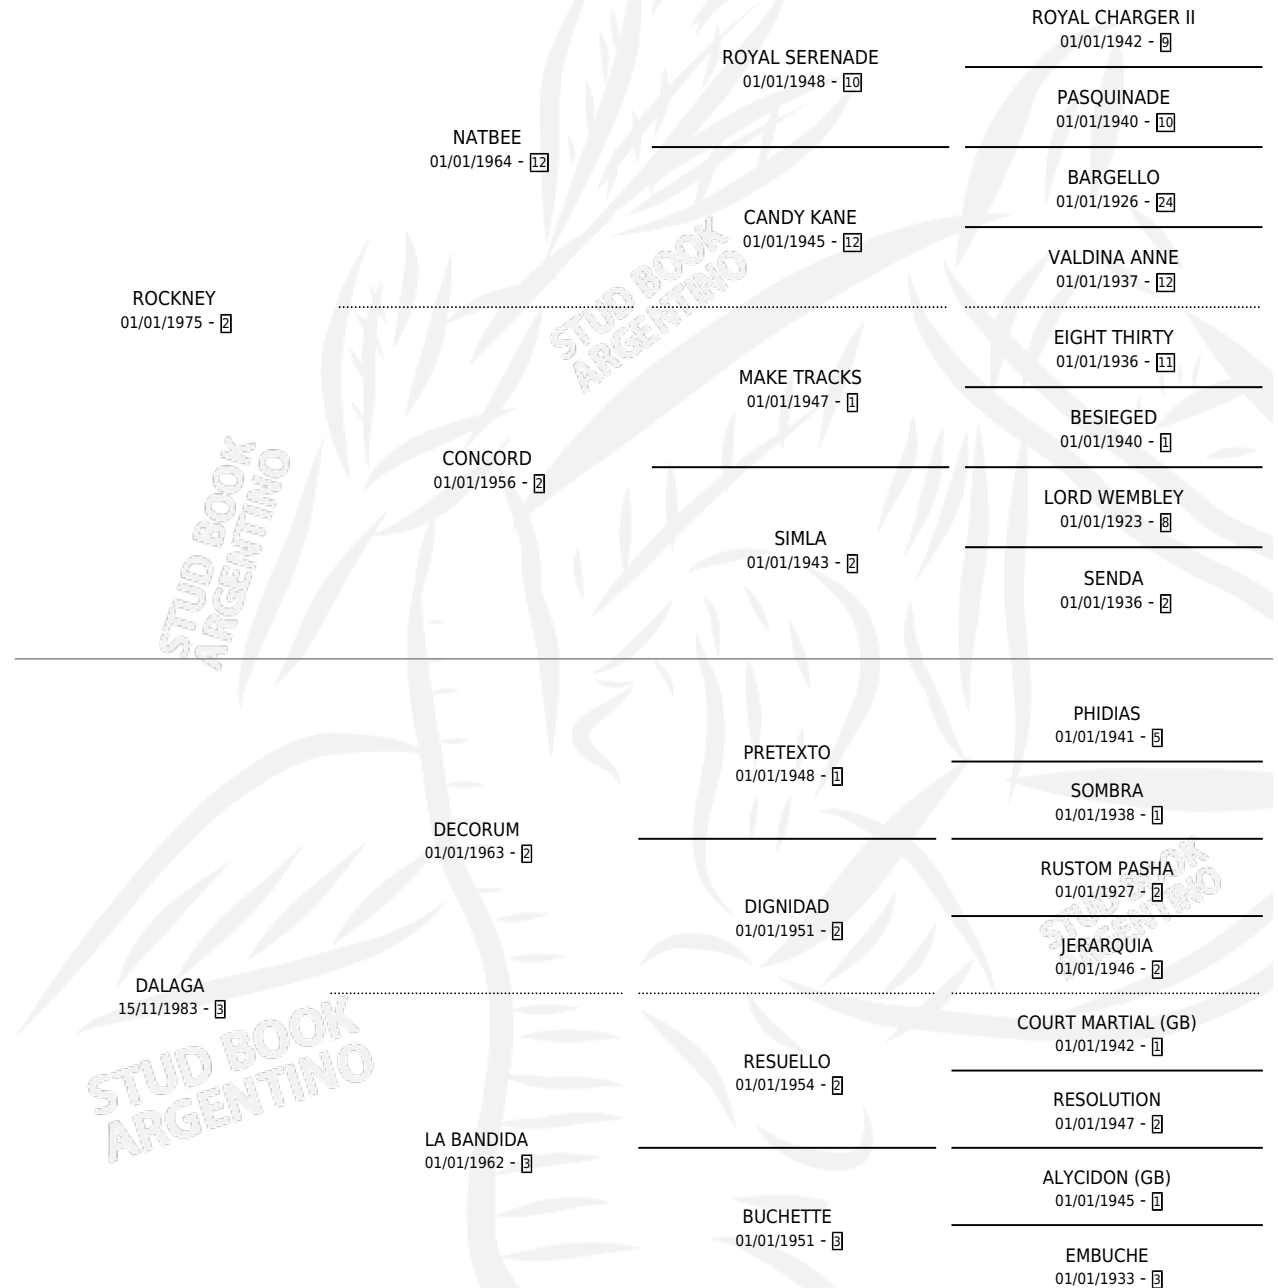 ROYAL CHARGER II
01/01/1942 - 9
ROYAL SERENADE
01/01/1948 - 10
PASQUINADE
01/01/1940 - 10
NATBEE
01/01/1964 - 12
BARGELLO
01/01/1926 - 24
CANDY KANE
01/01/1945 - 12
VALDINA ANNE
01/01/1937 - 12
ROCKNEY
01/01/1975 - 2
EIGHT THIRTY
01/01/1936 - 11
MAKE TRACKS
01/01/1947 - 1
BESIEGED
01/01/1940 - 1
CONCORD
01/01/1956 - 2
LORD WEMBLEY
01/01/1923 - 8
SIMLA
01/01/1943 - 2
SENDA
01/01/1936 - 2
PHIDIAS
01/01/1941 - 5
PRETEXTO
01/01/1948 - 1
SOMBRA
01/01/1938 - 1
DECORUM
01/01/1963 - 2
RUSTOM PASHA
01/01/1927 - 2
DIGNIDAD
01/01/1951 - 2
JERARQUIA
01/01/1946 - 2
DALAGA
15/11/1983 - 3
COURT MARTIAL (GB)
01/01/1942 - 1
RESUELLO
01/01/1954 - 2
RESOLUTION
01/01/1947 - 2
LA BANDIDA
01/01/1962 - 3
ALYCIDON (GB)
01/01/1945 - 1
BUCHETTE
01/01/1951 - 3
EMBUCHE
01/01/1933 - 3
STUD BOOK
ARGENTINO
STUD BOOK
ARGENTINO
STUD BOOK
ARGENTINO
STUD BOOK
ARGENTINO